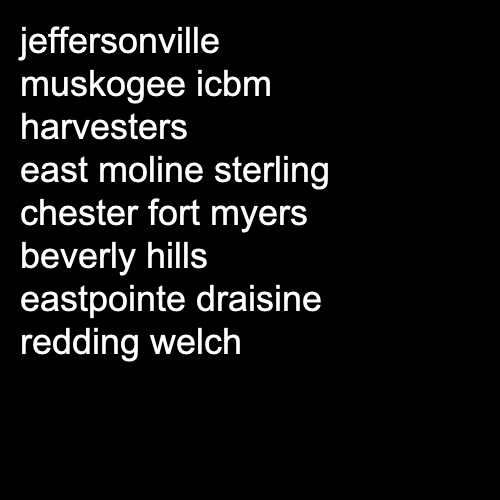 jeffersonville
muskogee icbm
harvesters
east moline sterling
chester fort myers
beverly hills
eastpointe draisine
redding welch